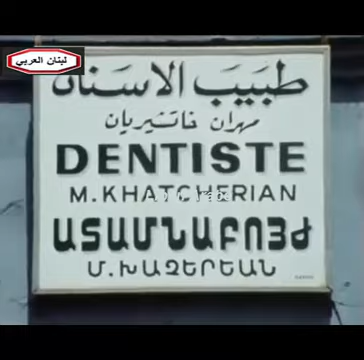 لبنان العربي
طبيب الاسنان
مهران خاتشيريان
DENTISTE
M.KHATCHERIAN
ԱՏԱՄՆԱԲՈՅԺ
Մ.ԽԱՉԵՐԵԱՆ